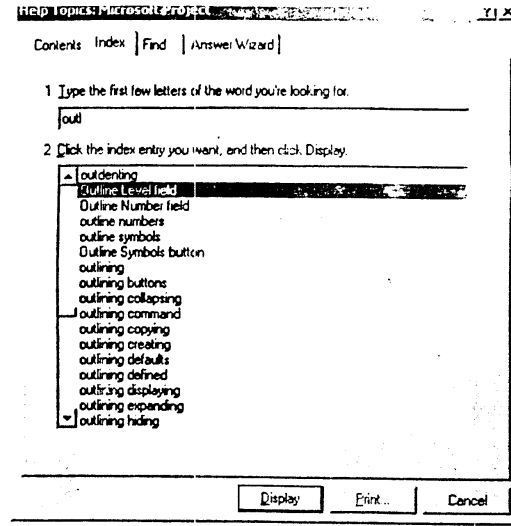 Help Topics: Microsoft Project
Contents Index Find Answer Wizard
1 Type the first few letters of the word you're looking for.
outl
2 Click the index entry you want, and then click Display.
outdenting
Outline Level field
Outline Number field
outline numbers
outline symbols
Outline Symbols button
outlining
outlining buttons
outlining collapsing
outlining command
outlining copying
outlining creating
outlining defaults
outlining defined
outlining displaying
outlining expanding
outlining hiding
Display Print... Cancel